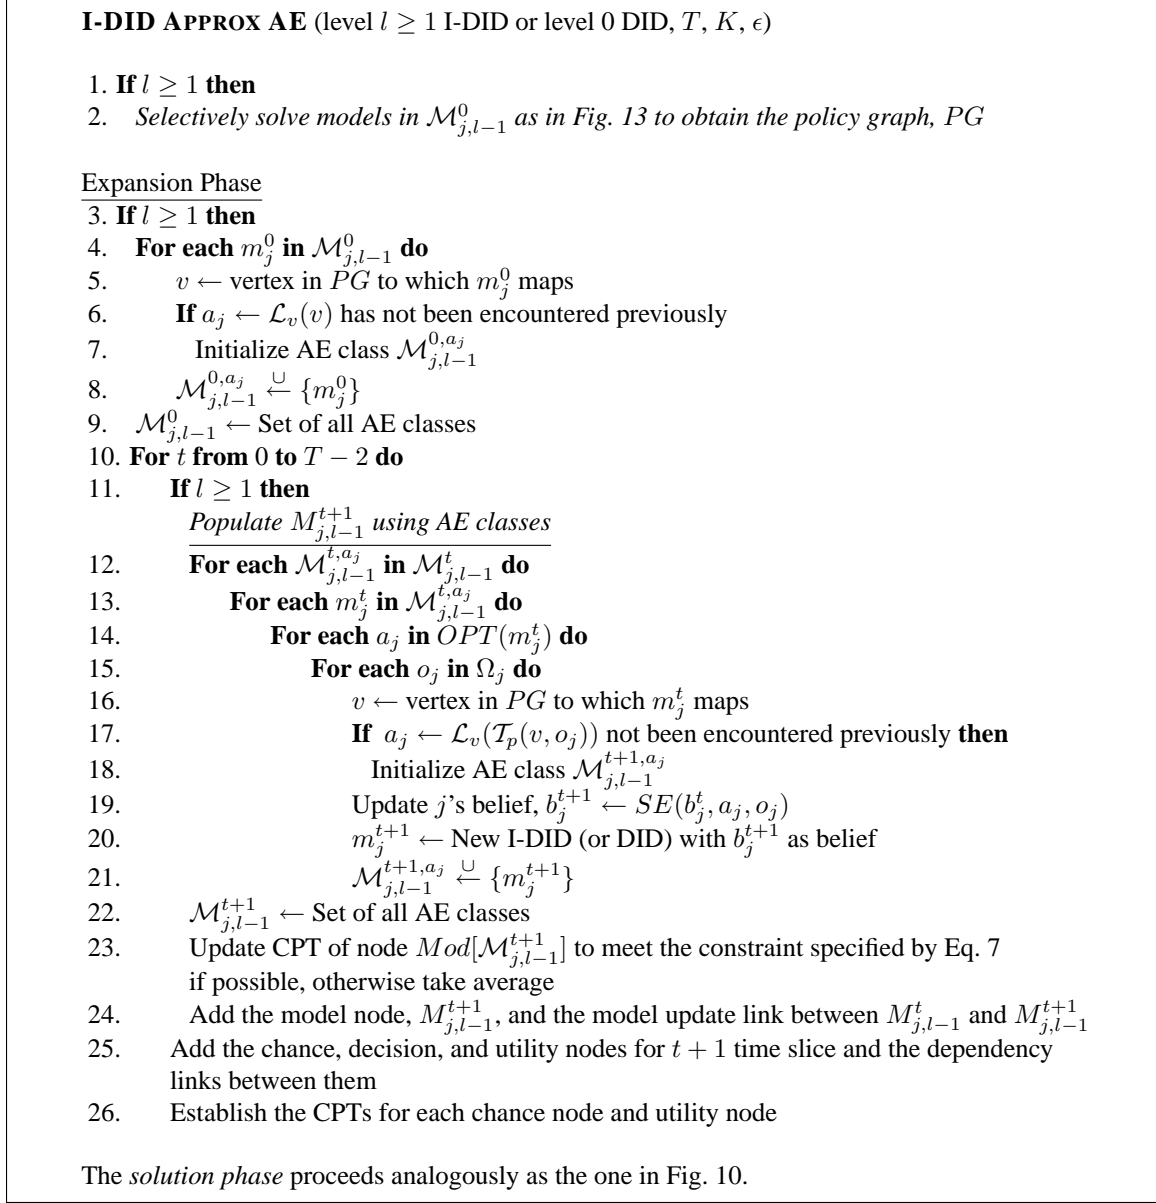 I-DID APPROX AE (level l ≥ 1 I-DID or level 0 DID, T, K, ϵ)
1. If l ≥ 1 then
2. Selectively solve models in ℳ⁰_{j,l−1} as in Fig. 13 to obtain the policy graph, PG
Expansion Phase
3. If l ≥ 1 then
4. For each m⁰_j in ℳ⁰_{j,l−1} do
5. v ← vertex in PG to which m⁰_j maps
6. If a_j ← ℒ_v(v) has not been encountered previously
7. Initialize AE class ℳ^{0,a_j}_{j,l−1}
8. ℳ^{0,a_j}_{j,l−1} ←∪ {m⁰_j}
9. ℳ⁰_{j,l−1} ← Set of all AE classes
10. For t from 0 to T − 2 do
11. If l ≥ 1 then
Populate M^{t+1}_{j,l−1} using AE classes
12. For each ℳ^{t,a_j}_{j,l−1} in ℳ^t_{j,l−1} do
13. For each m^t_j in ℳ^{t,a_j}_{j,l−1} do
14. For each a_j in OPT(m^t_j) do
15. For each o_j in Ω_j do
16. v ← vertex in PG to which m^t_j maps
17. If a_j ← ℒ_v(𝒯_p(v, o_j)) not been encountered previously then
18. Initialize AE class ℳ^{t+1,a_j}_{j,l−1}
19. Update j's belief, b^{t+1}_j ← SE(b^t_j, a_j, o_j)
20. m^{t+1}_j ← New I-DID (or DID) with b^{t+1}_j as belief
21. ℳ^{t+1,a_j}_{j,l−1} ←∪ {m^{t+1}_j}
22. ℳ^{t+1}_{j,l−1} ← Set of all AE classes
23. Update CPT of node Mod[ℳ^{t+1}_{j,l−1}] to meet the constraint specified by Eq. 7
if possible, otherwise take average
24. Add the model node, M^{t+1}_{j,l−1}, and the model update link between M^t_{j,l−1} and M^{t+1}_{j,l−1}
25. Add the chance, decision, and utility nodes for t + 1 time slice and the dependency
links between them
26. Establish the CPTs for each chance node and utility node
The solution phase proceeds analogously as the one in Fig. 10.